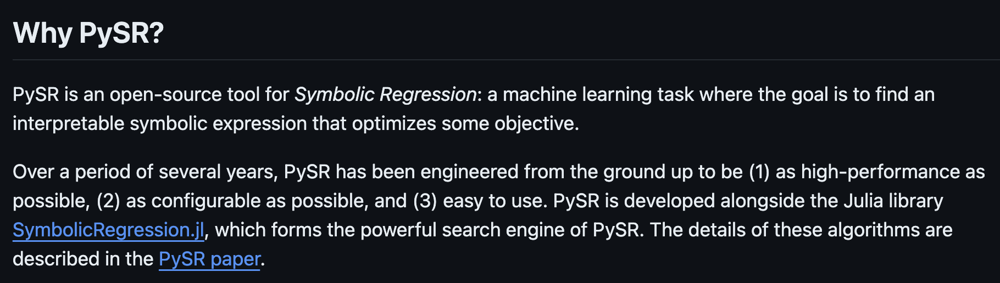 Why PySR?
PySR is an open-source tool for Symbolic Regression: a machine learning task where the goal is to find an
interpretable symbolic expression that optimizes some objective.
Over a period of several years, PySR has been engineered from the ground up to be (1) as high-performance as
possible, (2) as configurable as possible, and (3) easy to use. PySR is developed alongside the Julia library
SymbolicRegression.jl, which forms the powerful search engine of PySR. The details of these algorithms are
described in the PySR paper.